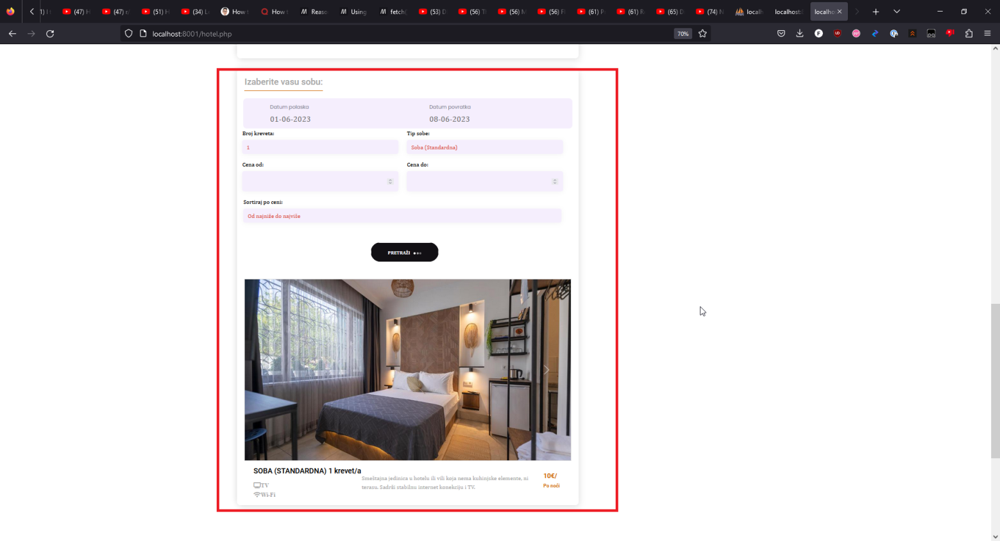 1) I t
(47) H
(47) r/
(51) H
(34) L
How t
How t
Reaso
Using
fetch(
(53) D
(56) T
(56) M
(56) F
(61) P
(61) R
(65) D
(74) N
localh
localhost:
localho
localhost:8001/hotel.php
70%
Izaberite vasu sobu:
Datum polaska
Datum povratka
01-06-2023
08-06-2023
Broj kreveta:
Tip sobe:
1
Soba (Standardna)
Cena od:
Cena do:
Sortiraj po ceni:
Od najniže do najviše
PRETRAŽI
SOBA (STANDARDNA) 1 krevet/a
Smeštajna jedinica u hotelu ili vili koja nema kuhinjske elemente, ni
terasu. Sadrži stabilnu internet konekciju i TV.
10€/
Po noći
TV
Wi-Fi